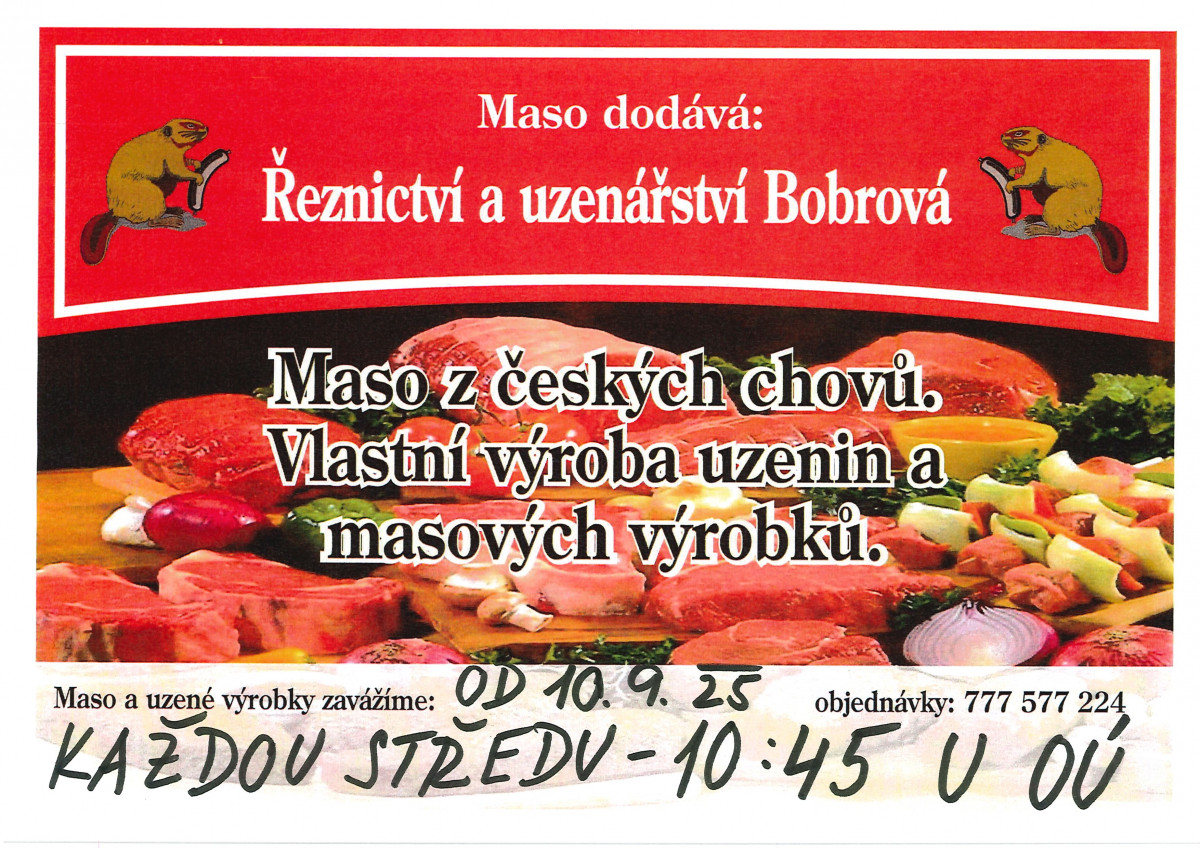 Maso dodává:
Řeznictví a uzenářství Bobrová
Maso z českých chovů.
Vlastní výroba uzenin a
masových výrobků.
Maso a uzené výrobky zavážíme: OD 10. 9. 25 objednávky: 777 577 224
KAŽDOU STŘEDU - 10:45 U OÚ